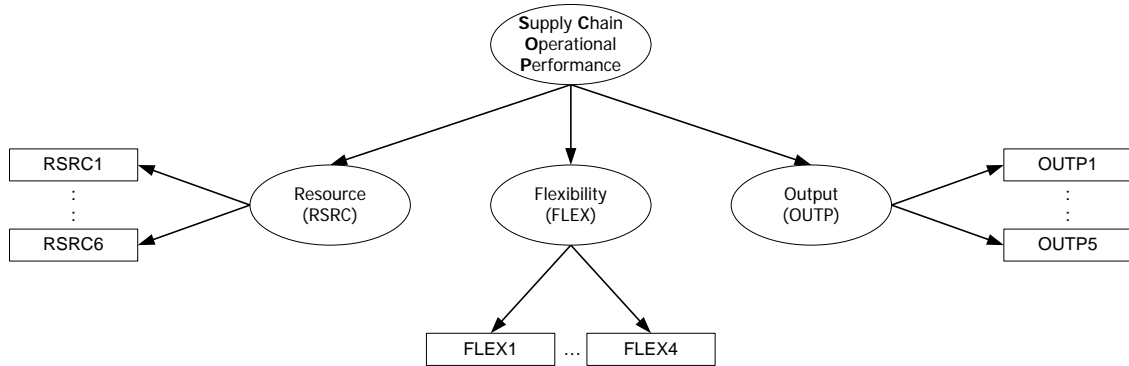 Supply Chain
Operational
Performance
RSRC1
:
:
RSRC6
Resource
(RSRC)
Flexibility
(FLEX)
Output
(OUTP)
OUTP1
:
:
OUTP5
FLEX1 ... FLEX4